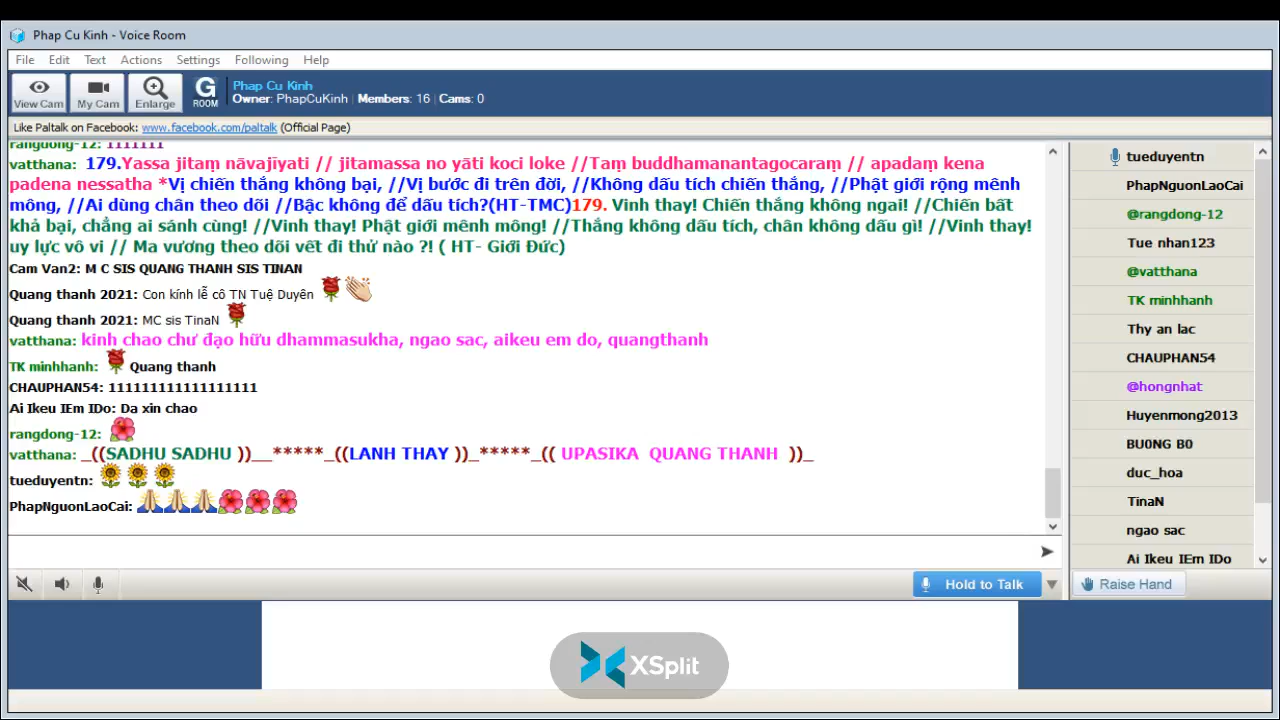 Phap Cu Kinh - Voice Room
File Edit Text Actions Settings Following Help
View Cam My Cam Enlarge G ROOM
Phap Cu Kinh
Owner: PhapCuKinh | Members: 16 | Cams: 0
Like Paltalk on Facebook: www.facebook.com/paltalk (Official Page)
rangdong-12: 1111111
vatthana: 179.Yassa jitaṃ nāvajīyati // jitamassa no yāti koci loke //Taṃ buddhamanantagocaraṃ // apadaṃ kena
padena nessatha *Vị chiến thắng không bại, //Vị bước đi trên đời, //Không dấu tích chiến thắng, //Phật giới rộng mênh
mông, //Ai dùng chân theo dõi //Bậc không để dấu tích?(HT-TMC)179. Vinh thay! Chiến thắng không ngai! //Chiến bất
khả bại, chẳng ai sánh cùng! //Vinh thay! Phật giới mênh mông! //Thắng không dấu tích, chân không dấu gì! //Vinh thay!
uy lực vô vi // Ma vương theo dõi vết đi thử nào ?! ( HT- Giới Đức)
Cam Van2: M C SIS QUANG THANH SIS TINAN
Quang thanh 2021: Con kính lễ cô TN Tuệ Duyên
Quang thanh 2021: MC sis TinaN
vatthana: kinh chao chư đạo hữu dhammasukha, ngao sac, aikeu em do, quangthanh
TK minhhanh: Quang thanh
CHAUPHAN54: 1111111111111111111
Ai Ikeu IEm IDo: Da xin chao
rangdong-12:
vatthana: _((SADHU SADHU ))__*****_((LANH THAY ))_*****_(( UPASIKA QUANG THANH ))_
tueduyentn:
PhapNguonLaoCai:
Hold to Talk
tueduyentn
PhapNguonLaoCai
@rangdong-12
Tue nhan123
@vatthana
TK minhhanh
Thy an lac
CHAUPHAN54
@hongnhat
Huyenmong2013
BU0NG B0
duc_hoa
TinaN
ngao sac
Ai Ikeu IEm IDo
Raise Hand
XSplit